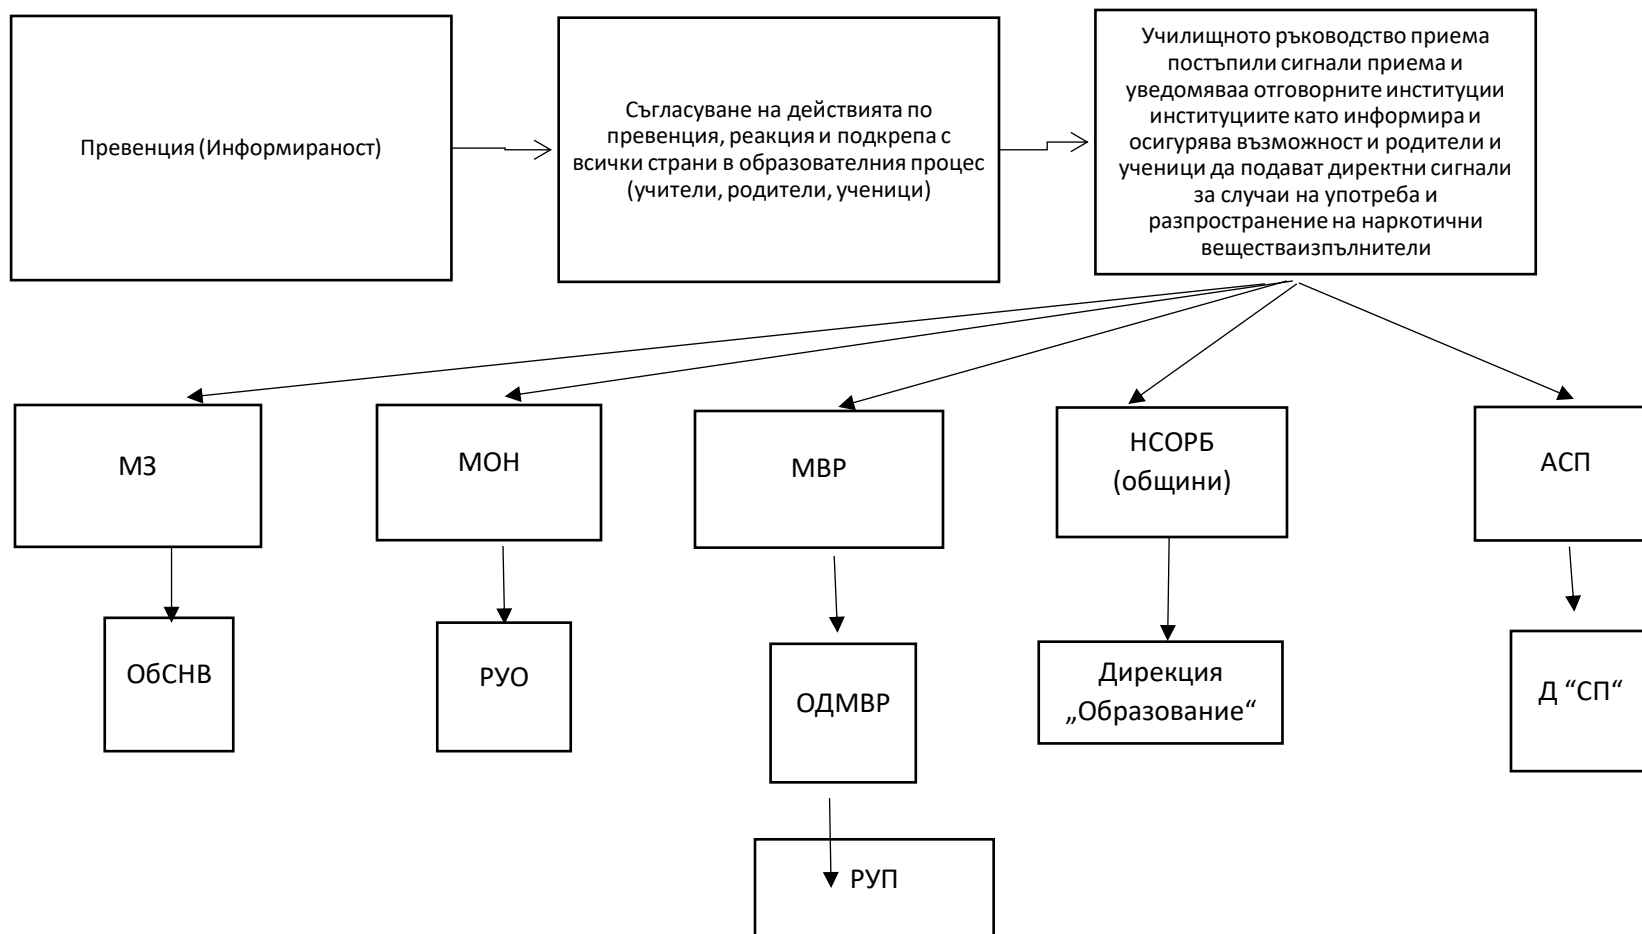 Превенция (Информираност)
Съгласуване на действията по
превенция, реакция и подкрепа с
всички страни в образователния процес
(учители, родители, ученици)
Училищното ръководство приема
постъпили сигнали приема и
уведомяваа отговорните институции
институциите като информира и
осигурява възможност и родители и
ученици да подават директни сигнали
за случаи на употреба и
разпространение на наркотични
веществаизпълнители
МЗ
МОН
МВР
НСОРБ
(общини)
АСП
ОбСНВ
РУО
ОДМВР
Дирекция
„Образование“
Д “СП“
РУП